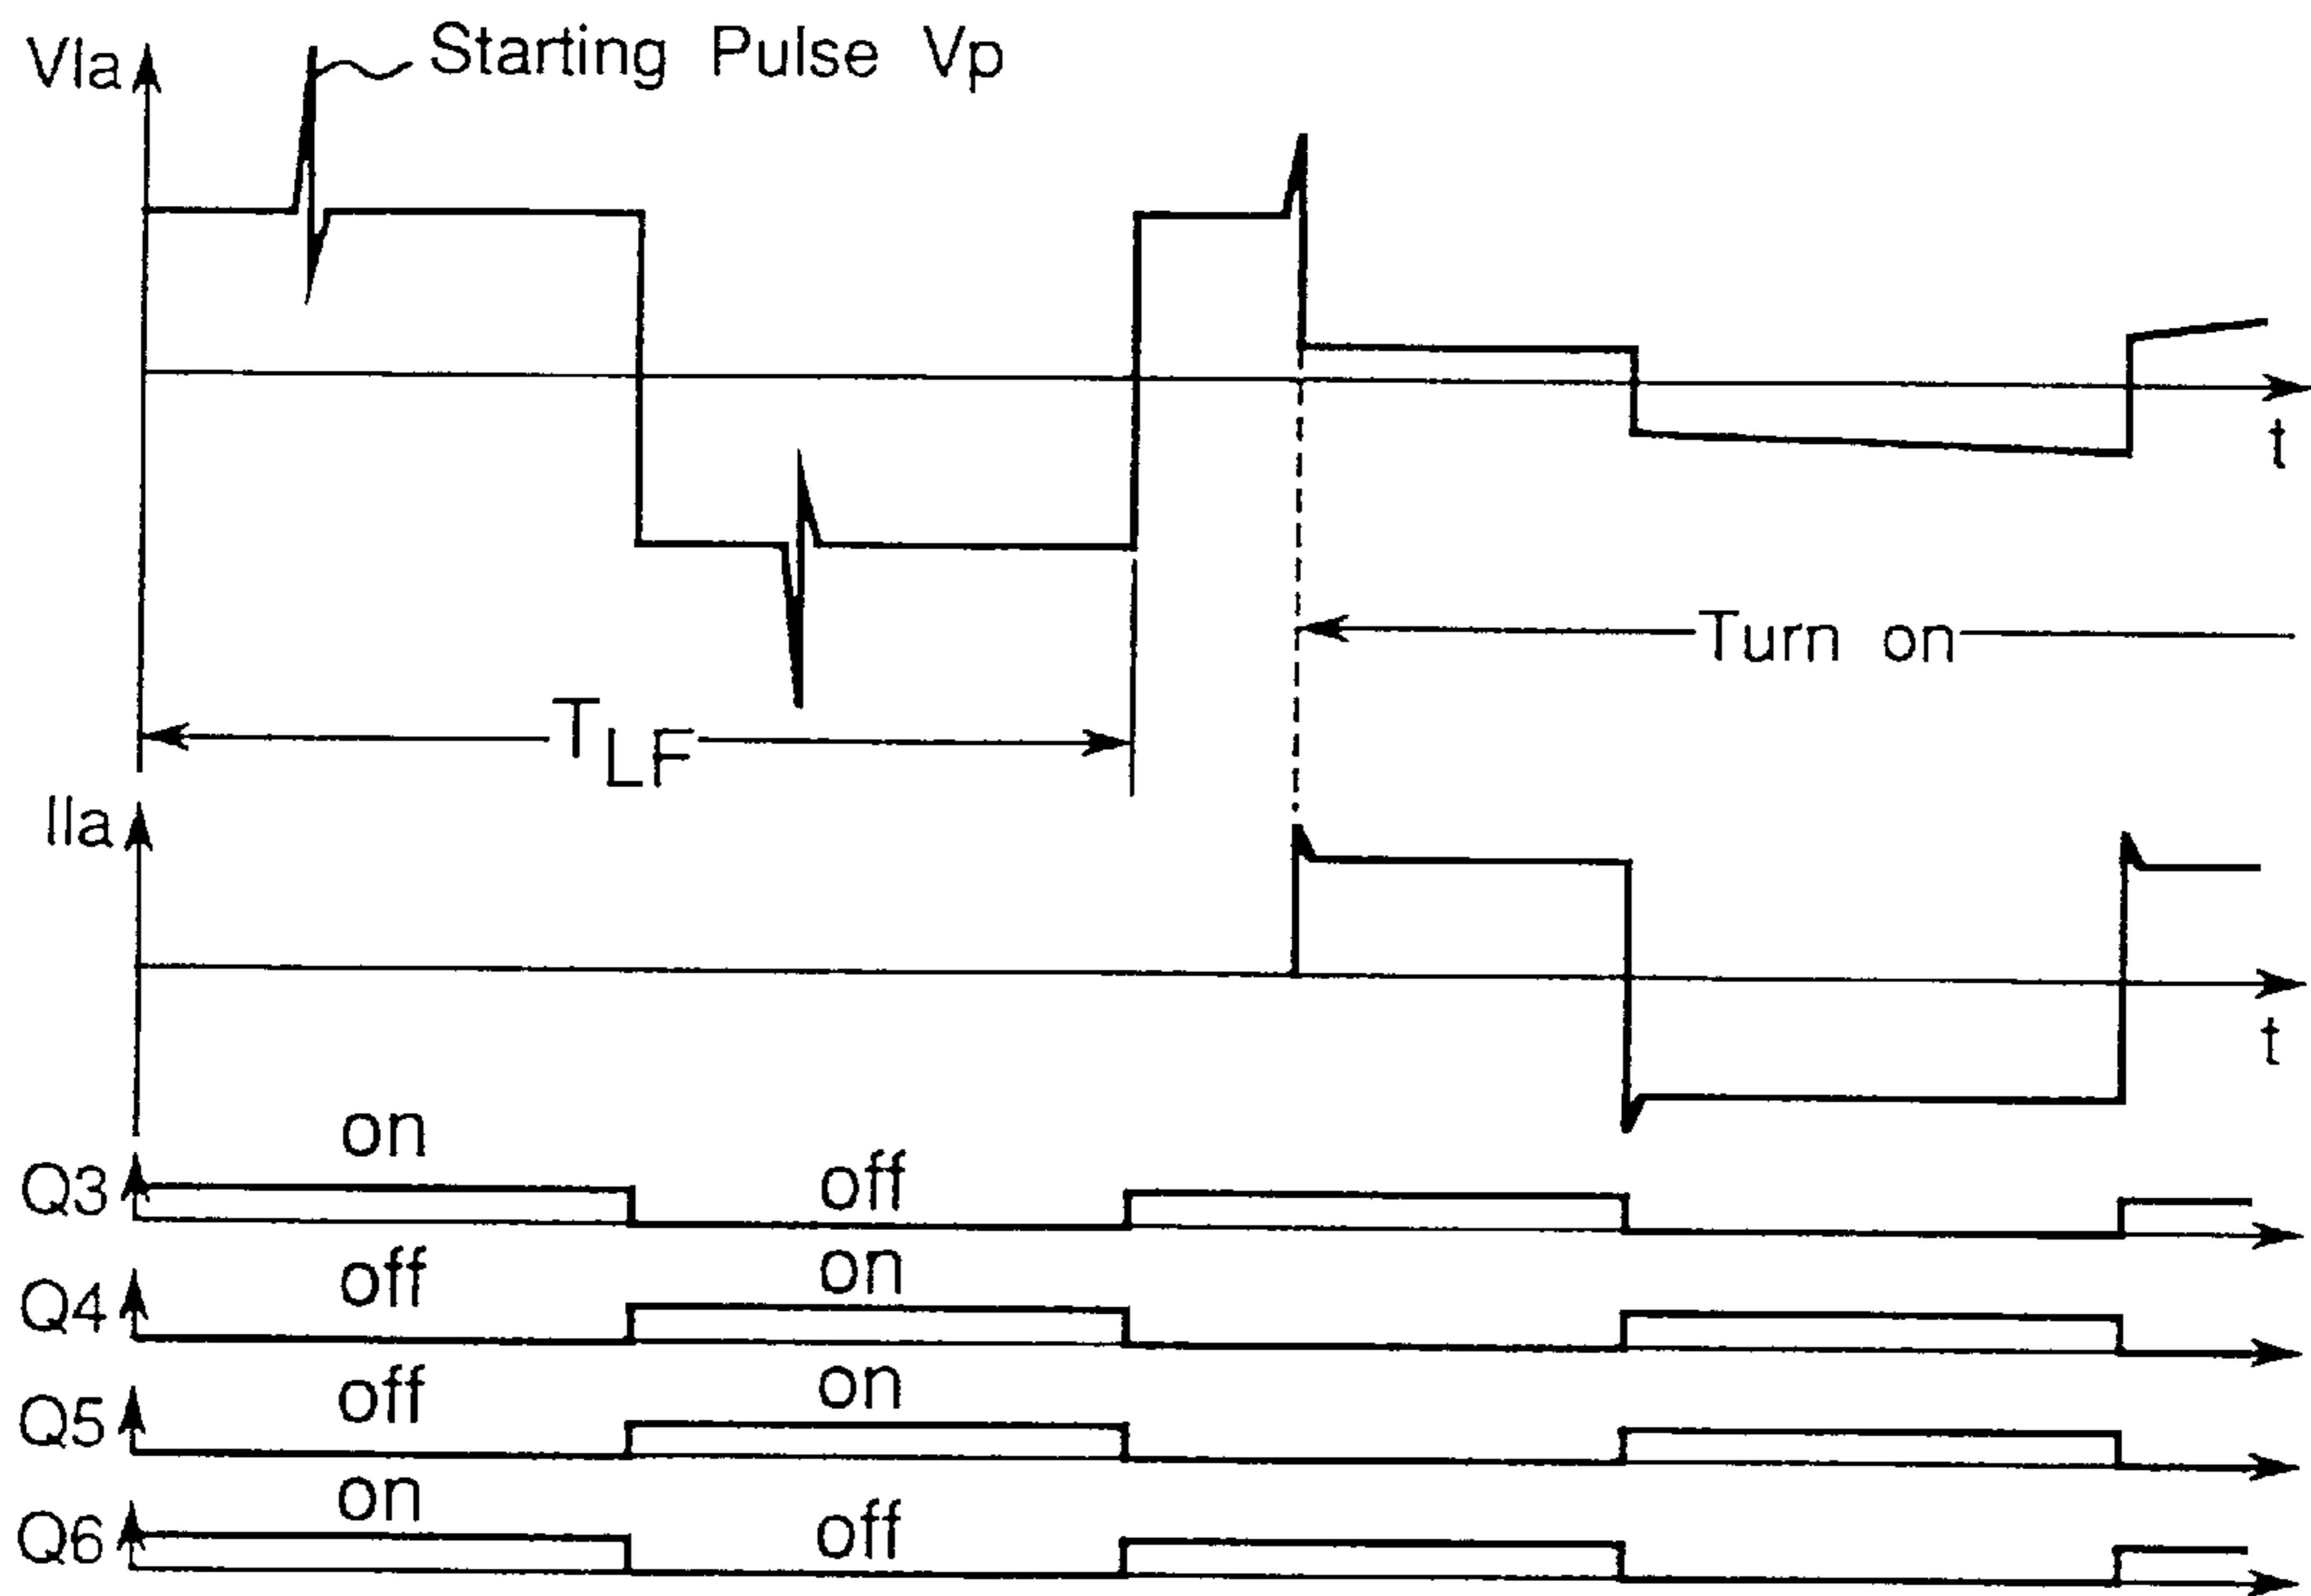 Vla
Starting Pulse Vp
t
Turn on
TLF
Ila
t
on
Q3
off
Q4
off
on
Q5
off
on
Q6
on
off